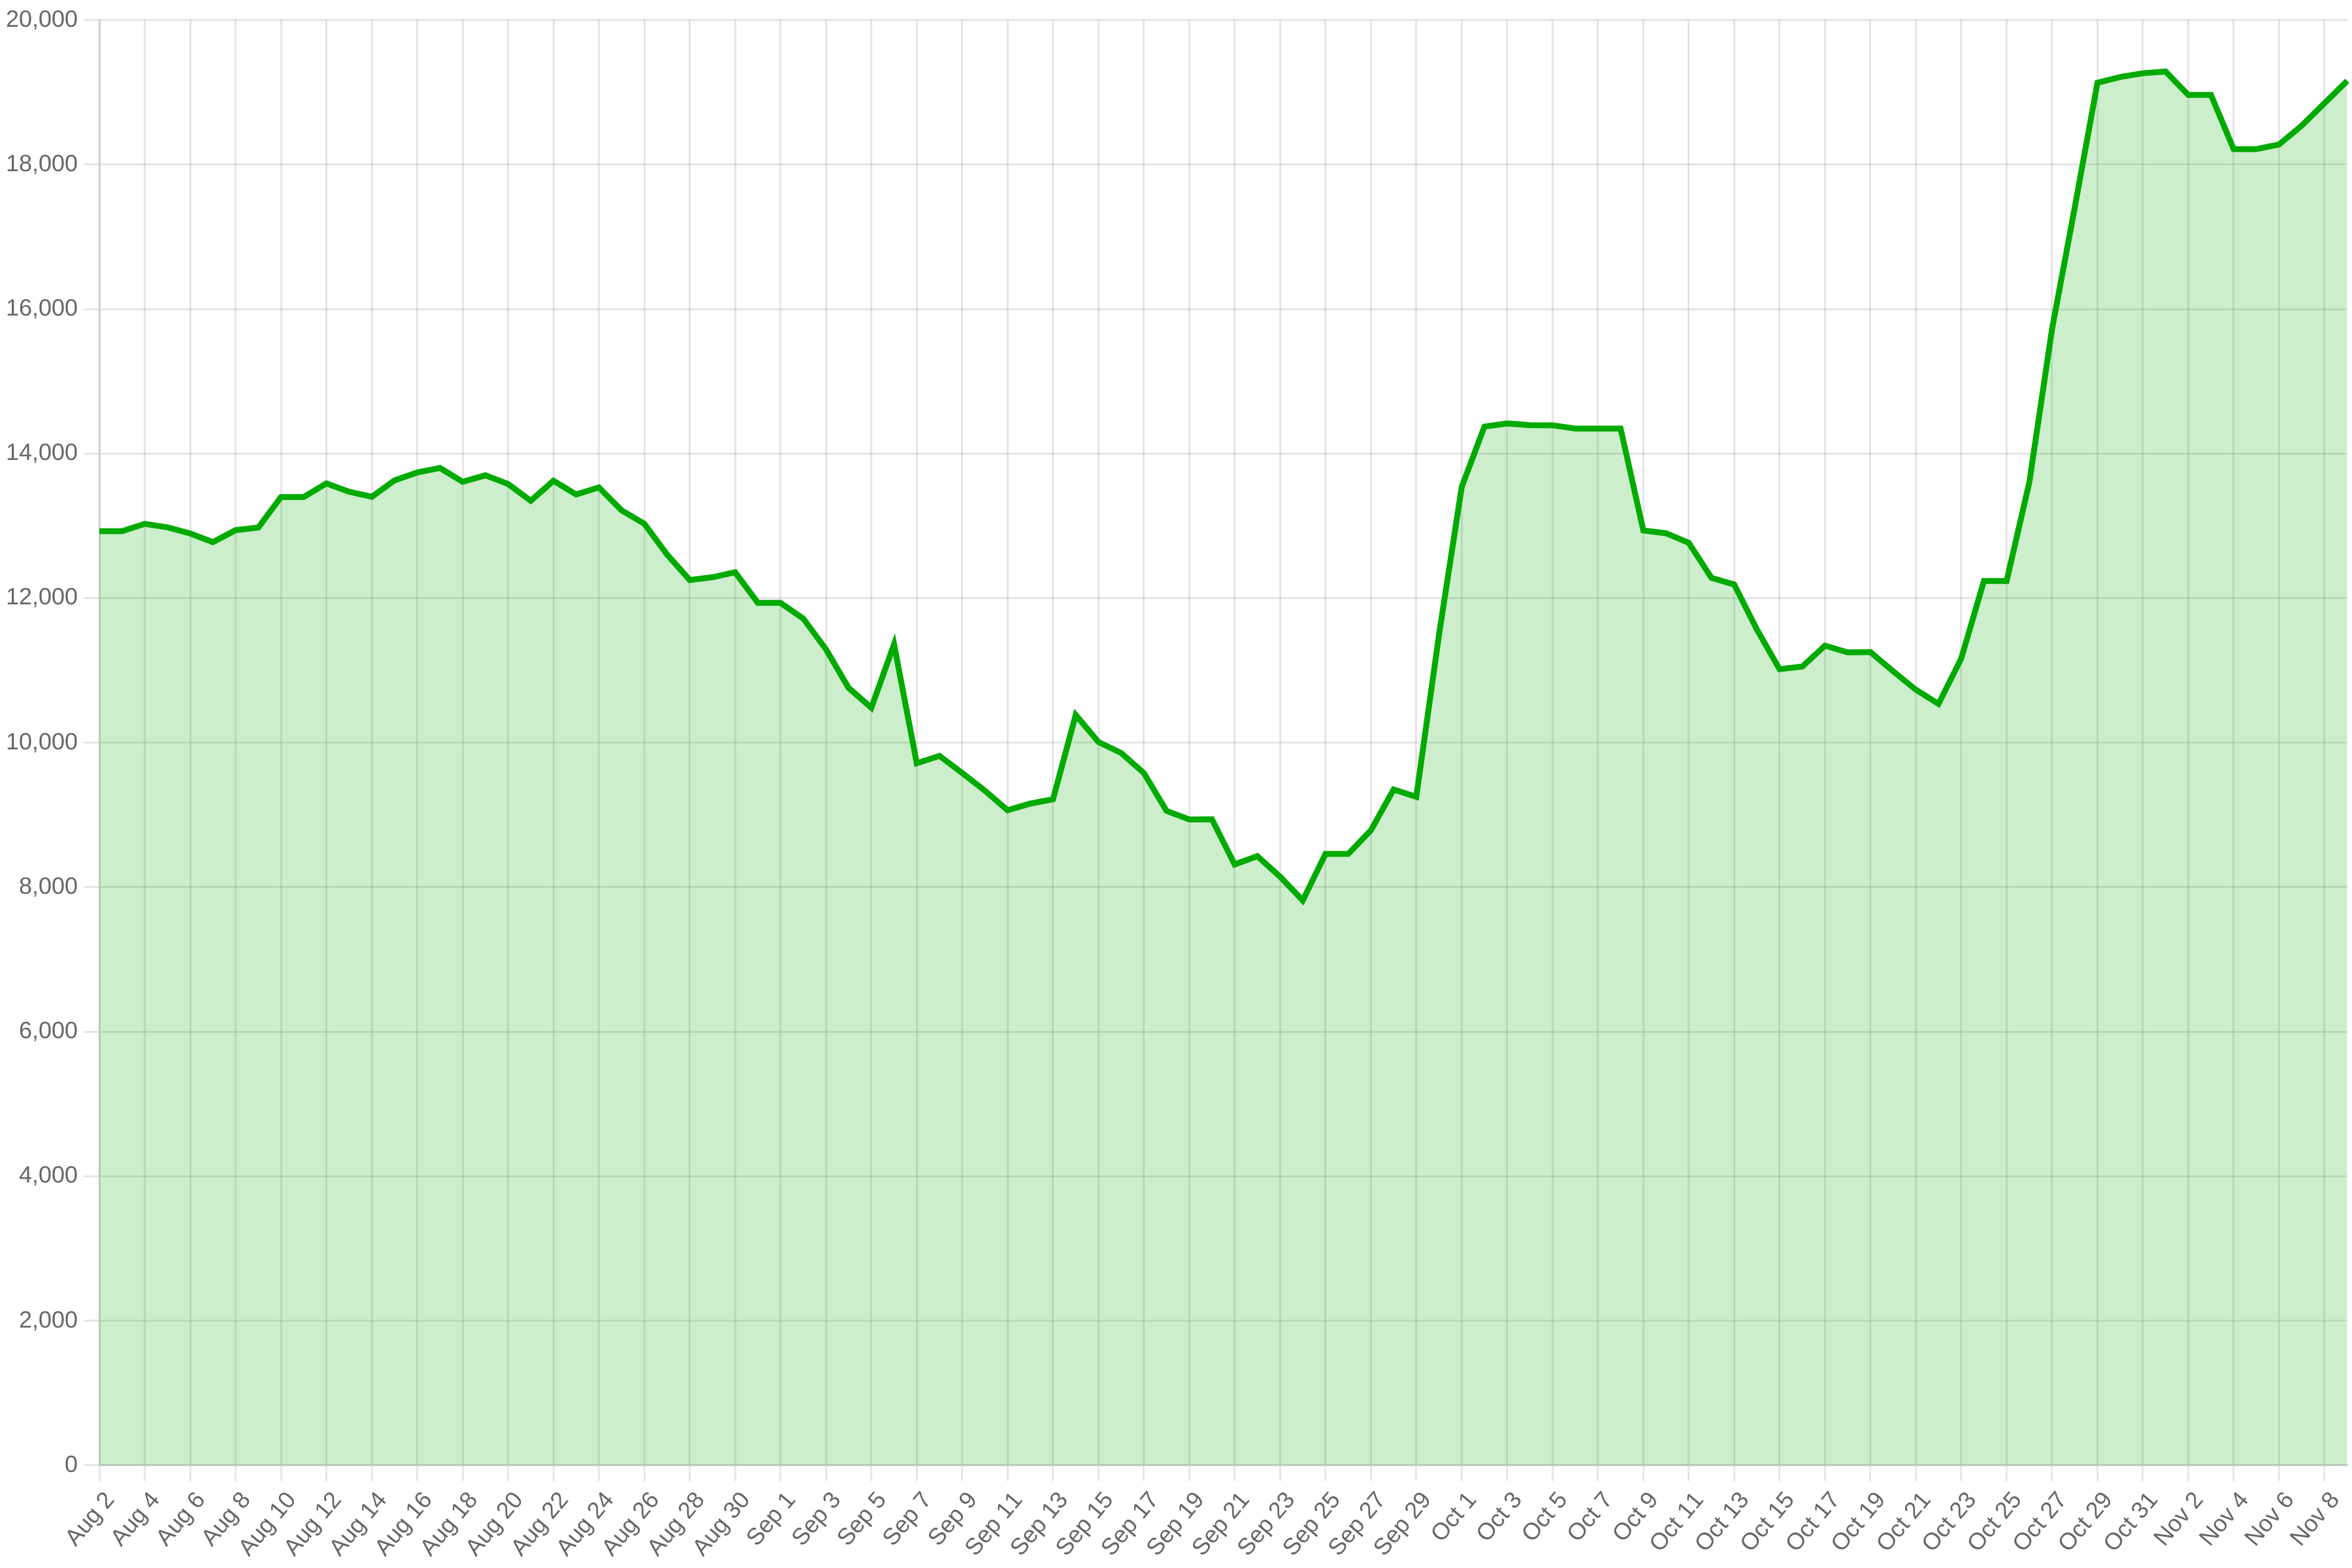 20,000
18,000
16,000
14,000
12,000
10,000
8,000
6,000
4,000
2,000
0
Aug 2
Aug 4
Aug 6
Aug 8
Aug 10
Aug 12
Aug 14
Aug 16
Aug 18
Aug 20
Aug 22
Aug 24
Aug 26
Aug 28
Aug 30
Sep 1
Sep 3
Sep 5
Sep 7
Sep 9
Sep 11
Sep 13
Sep 15
Sep 17
Sep 19
Sep 21
Sep 23
Sep 25
Sep 27
Sep 29
Oct 1
Oct 3
Oct 5
Oct 7
Oct 9
Oct 11
Oct 13
Oct 15
Oct 17
Oct 19
Oct 21
Oct 23
Oct 25
Oct 27
Oct 29
Oct 31
Nov 2
Nov 4
Nov 6
Nov 8